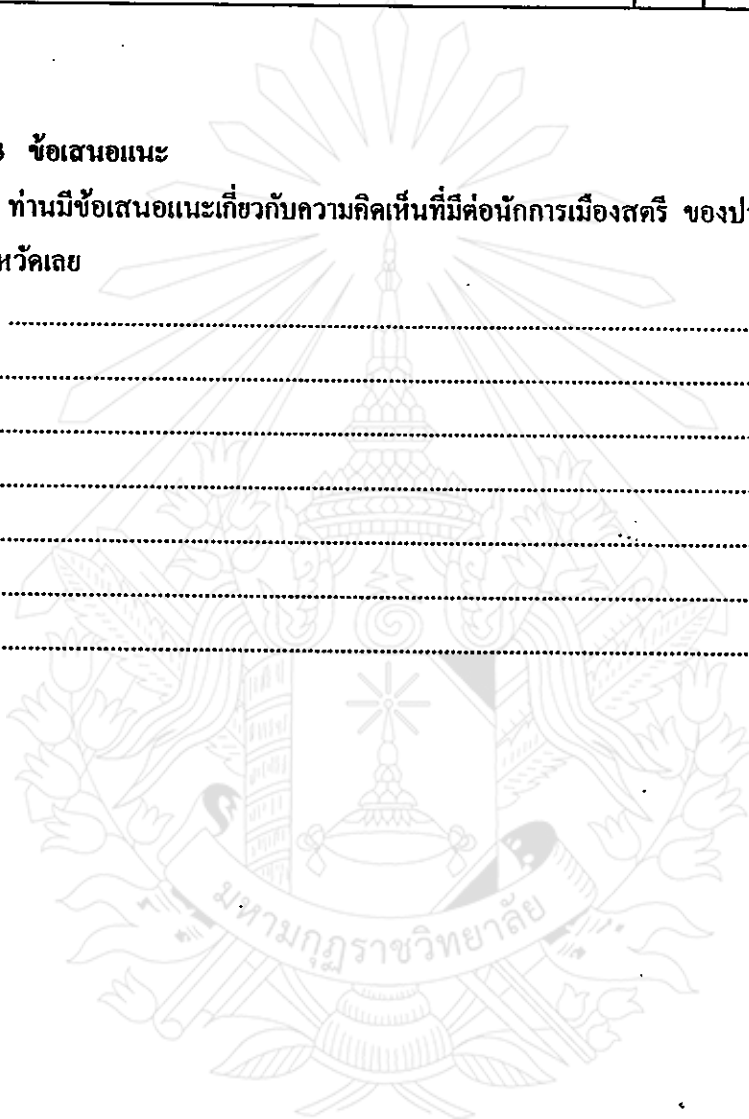 ข้อเสนอแนะ
ท่านมีข้อเสนอแนะเกี่ยวกับความคิดเห็นที่มีต่อนักการเมืองสตรี ของ
หวัดเลย
มหามกุฏราชวิทยาลัย